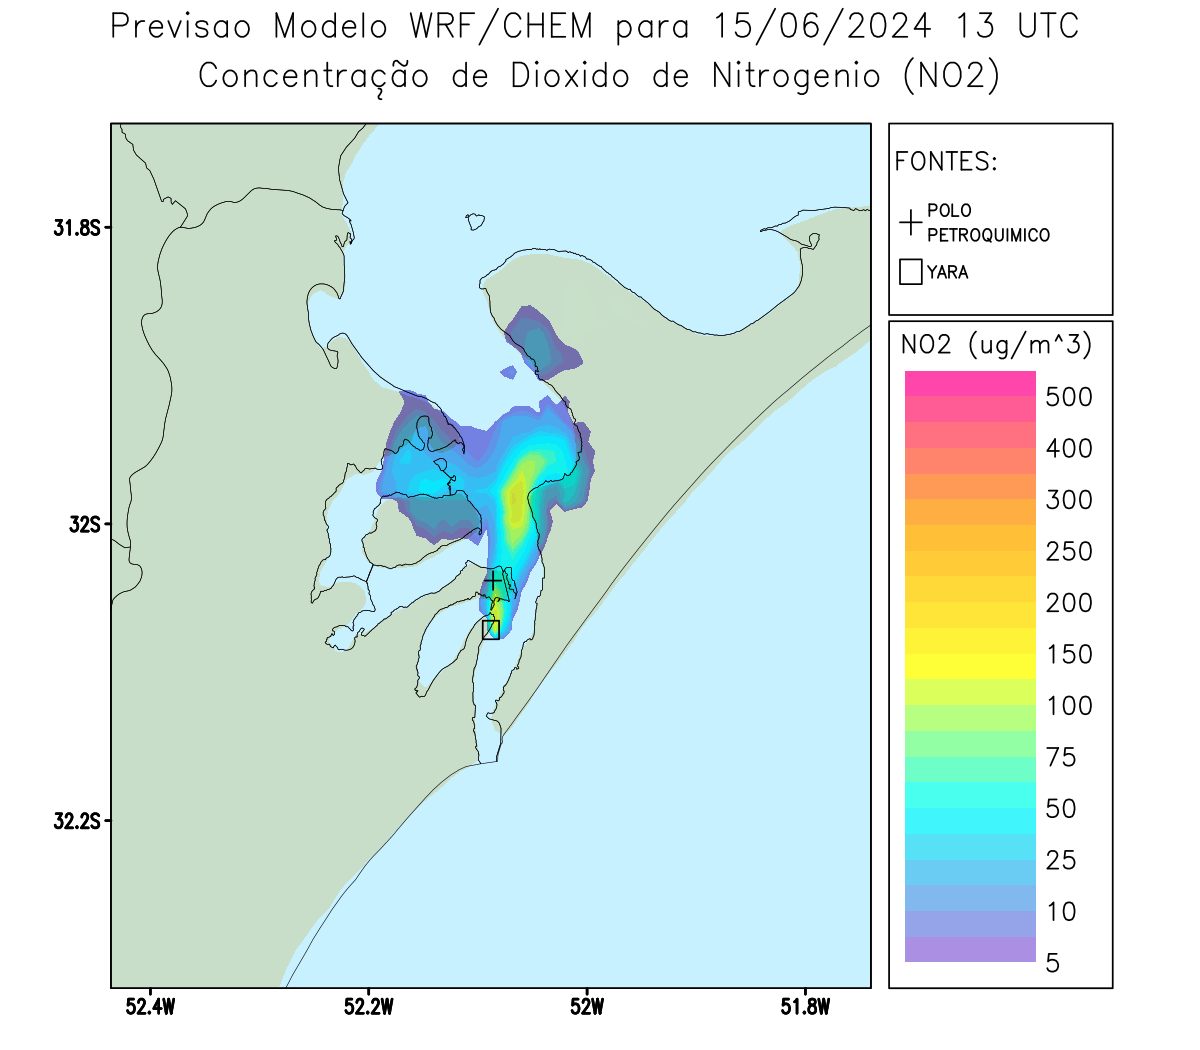 Previsao Modelo WRF/CHEM para 15/06/2024 13 UTC
Concentração de Dioxido de Nitrogenio (NO2)
FONTES:
POLO
PETROQUIMICO
YARA
31.8S
32S
32.2S
52.4W
52.2W
52W
51.8W
NO2 (ug/m^3)
500
400
300
250
200
150
100
75
50
25
10
5